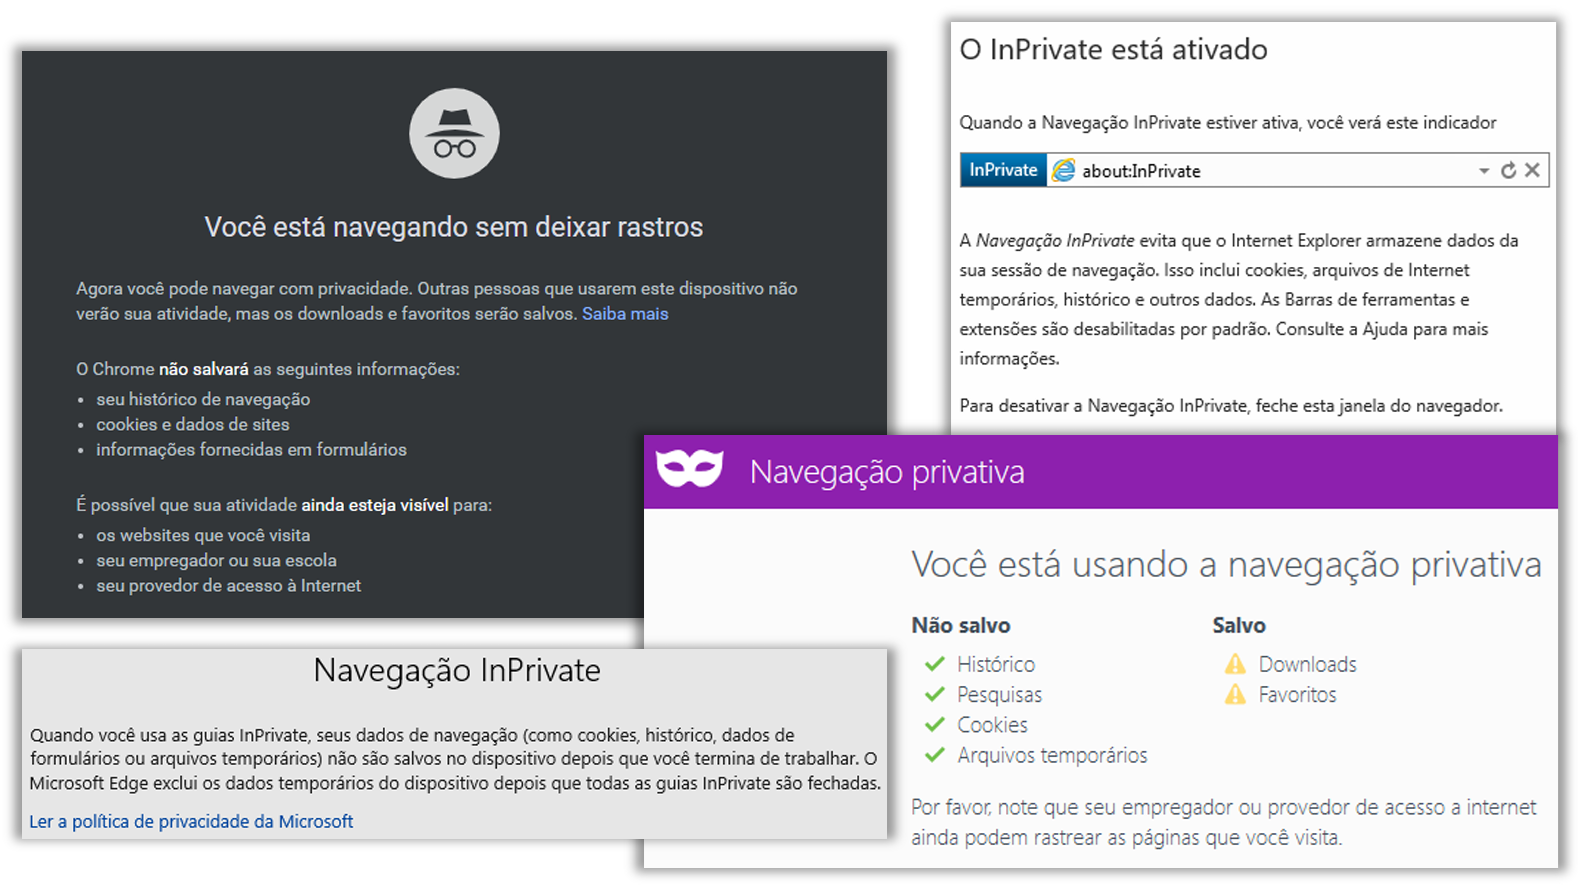 Você está navegando sem deixar rastros
Agora você pode navegar com privacidade. Outras pessoas que usarem este dispositivo não
verão sua atividade, mas os downloads e favoritos serão salvos. Saiba mais
O Chrome não salvará as seguintes informações:
• seu histórico de navegação
• cookies e dados de sites
• informações fornecidas em formulários
É possível que sua atividade ainda esteja visível para:
• os websites que você visita
• seu empregador ou sua escola
• seu provedor de acesso à Internet
O InPrivate está ativado
Quando a Navegação InPrivate estiver ativa, você verá este indicador
InPrivate about:InPrivate
A Navegação InPrivate evita que o Internet Explorer armazene dados da
sua sessão de navegação. Isso inclui cookies, arquivos de Internet
temporários, histórico e outros dados. As Barras de ferramentas e
extensões são desabilitadas por padrão. Consulte a Ajuda para mais
informações.
Para desativar a Navegação InPrivate, feche esta janela do navegador.
Navegação privativa
Você está usando a navegação privativa
Não salvo
Histórico
Pesquisas
Cookies
Arquivos temporários
Salvo
Downloads
Favoritos
Por favor, note que seu empregador ou provedor de acesso a internet
ainda podem rastrear as páginas que você visita.
Navegação InPrivate
Quando você usa as guias InPrivate, seus dados de navegação (como cookies, histórico, dados de
formulários ou arquivos temporários) não são salvos no dispositivo depois que você termina de trabalhar. O
Microsoft Edge exclui os dados temporários do dispositivo depois que todas as guias InPrivate são fechadas.
Ler a política de privacidade da Microsoft